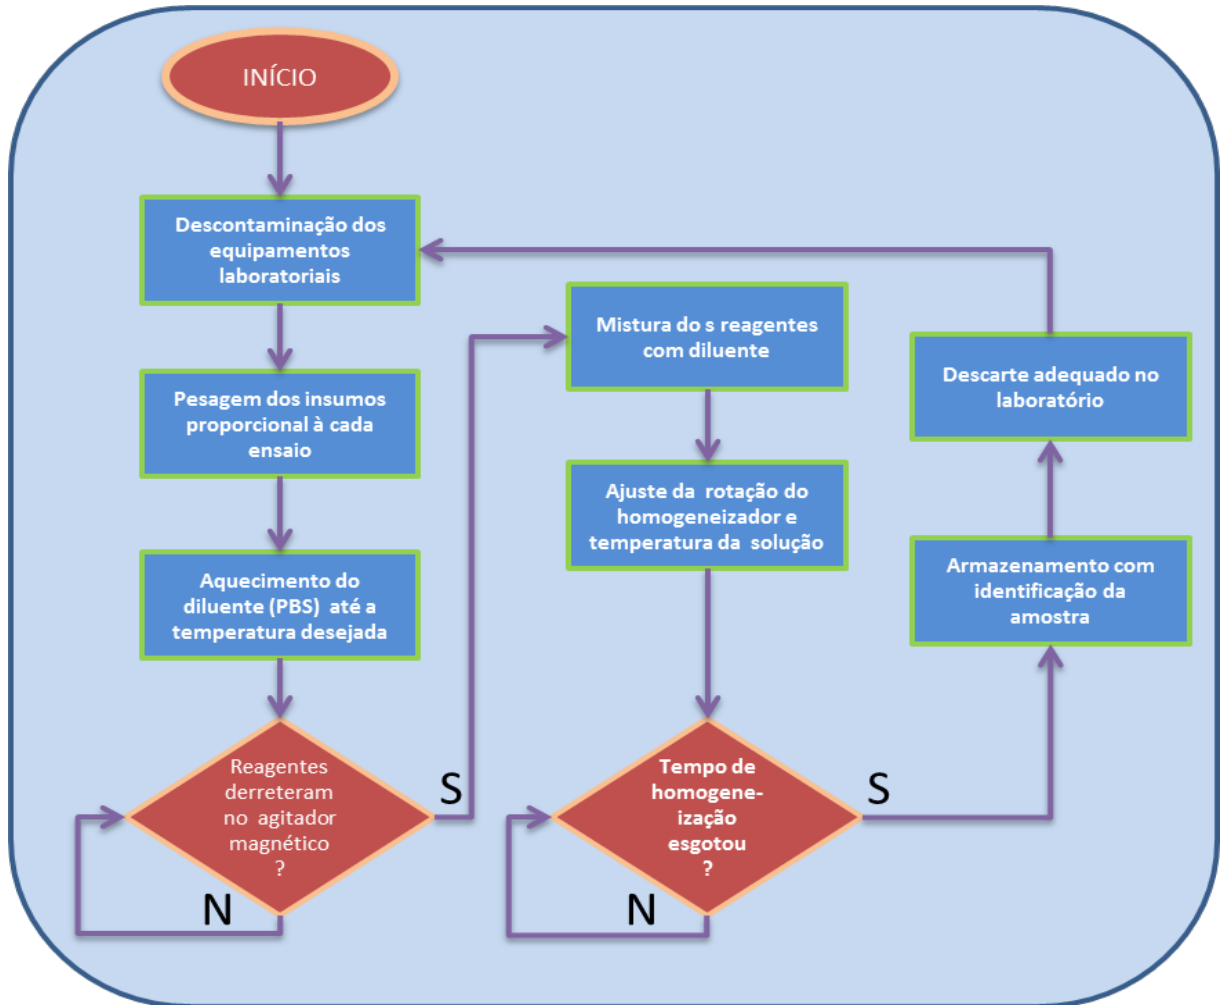 INÍCIO
Descontaminação dos
equipamentos
laboratoriais
Pesagem dos insumos
proporcional à cada
ensaio
Aquecimento do
diluente (PBS) até a
temperatura desejada
Reagentes
derreteram
no agitador
magnético
?
S
N
Mistura do s reagentes
com diluente
Ajuste da rotação do
homogeneizador e
temperatura da solução
Tempo de
homogene-
ização
esgotou
?
S
N
Armazenamento com
identificação da
amostra
Descarte adequado no
laboratório